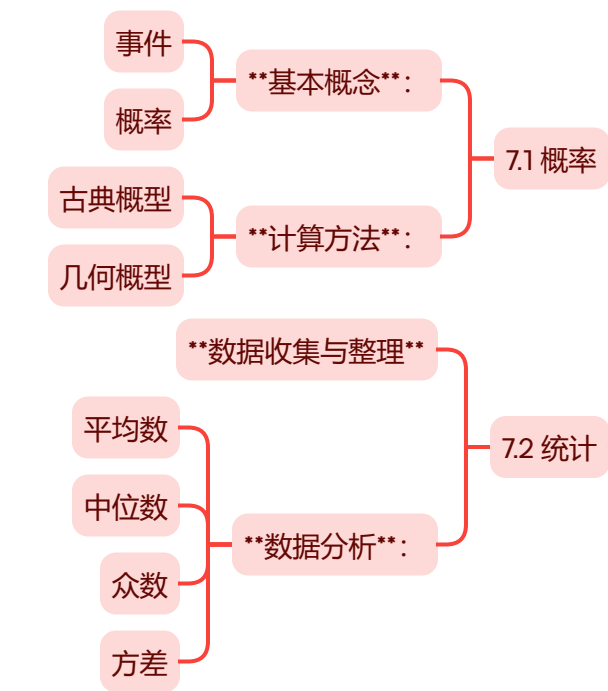 事件
**基本概念**：
概率
7.1 概率
古典概型
**计算方法**：
几何概型
**数据收集与整理**
平均数
7.2 统计
中位数
**数据分析**：
众数
方差